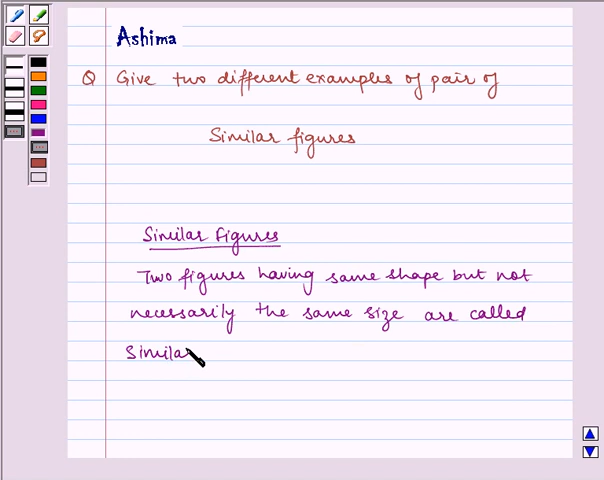 Ashima
Q Give two different examples of pair of
Similar figures
Similar Figures
Two figures having same shape but not
necessarily the same size are called
Similar